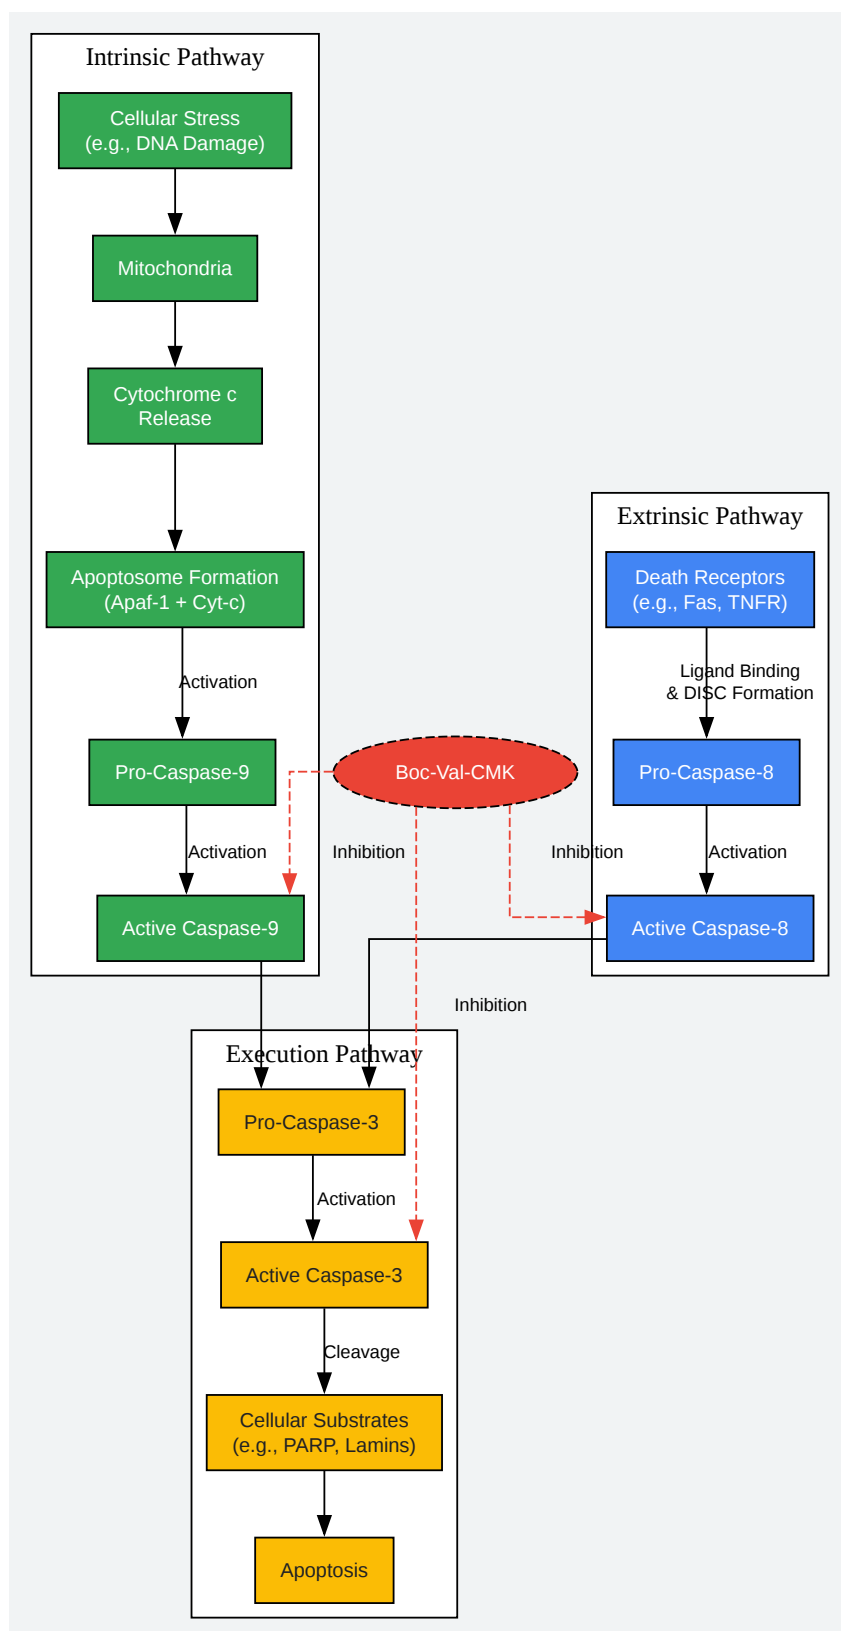 Intrinsic Pathway
Cellular Stress
(e.g., DNA Damage)
Mitochondria
Cytochrome c
Release
Apoptosome Formation
(Apaf-1 + Cyt-c)
Activation
Pro-Caspase-9
Activation
Active Caspase-9
Boc-Val-CMK
Inhibition
Inhibition
Inhibition
Extrinsic Pathway
Death Receptors
(e.g., Fas, TNFR)
Ligand Binding
& DISC Formation
Pro-Caspase-8
Activation
Active Caspase-8
Execution Pathway
Pro-Caspase-3
Activation
Active Caspase-3
Cleavage
Cellular Substrates
(e.g., PARP, Lamins)
Apoptosis